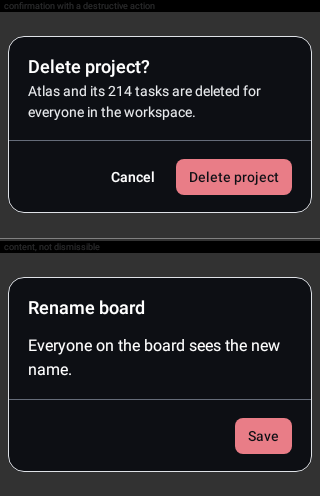 confirmation with a destructive action
Delete project?
Atlas and its 214 tasks are deleted for
everyone in the workspace.
Cancel
Delete project
content, not dismissible
Rename board
Everyone on the board sees the new
name.
Save